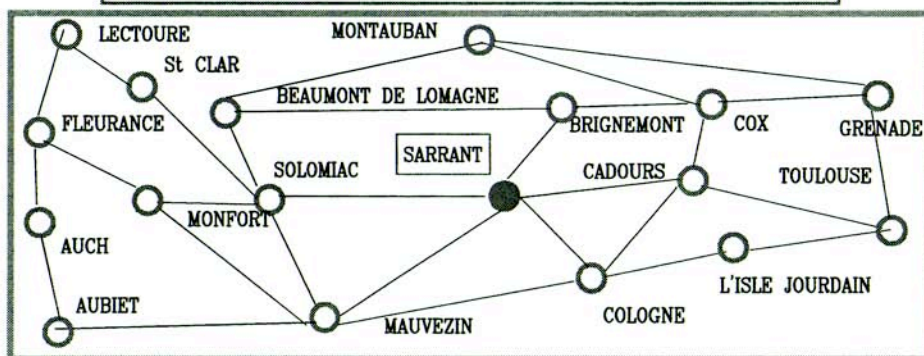 LECTOURE
MONTAUBAN
St CLAR
BEAUMONT DE LOMAGNE
FLEURANCE
BRIGNEMONT
COX
GRENADE
SARRANT
SOLOMIAC
CADOURS
TOULOUSE
MONFORT
AUCH
L'ISLE JOURDAIN
AUBIET
MAUVEZIN
COLOGNE